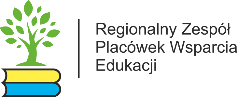 Regionalny Zespół
Placówek Wsparcia
Edukacji